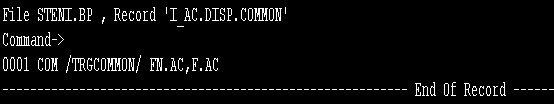 File STENI.BP , Record 'I_AC.DISP.COMMON'
Command->
0001 COM /TRGCOMMON/ FN.AC,F.AC
------------------------------------------------------- End Of Record ------